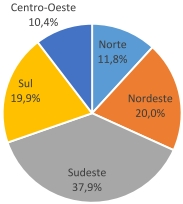 Centro-Oeste
10,4%
Norte
11,8%
Sul
19,9%
Nordeste
20,0%
Sudeste
37,9%